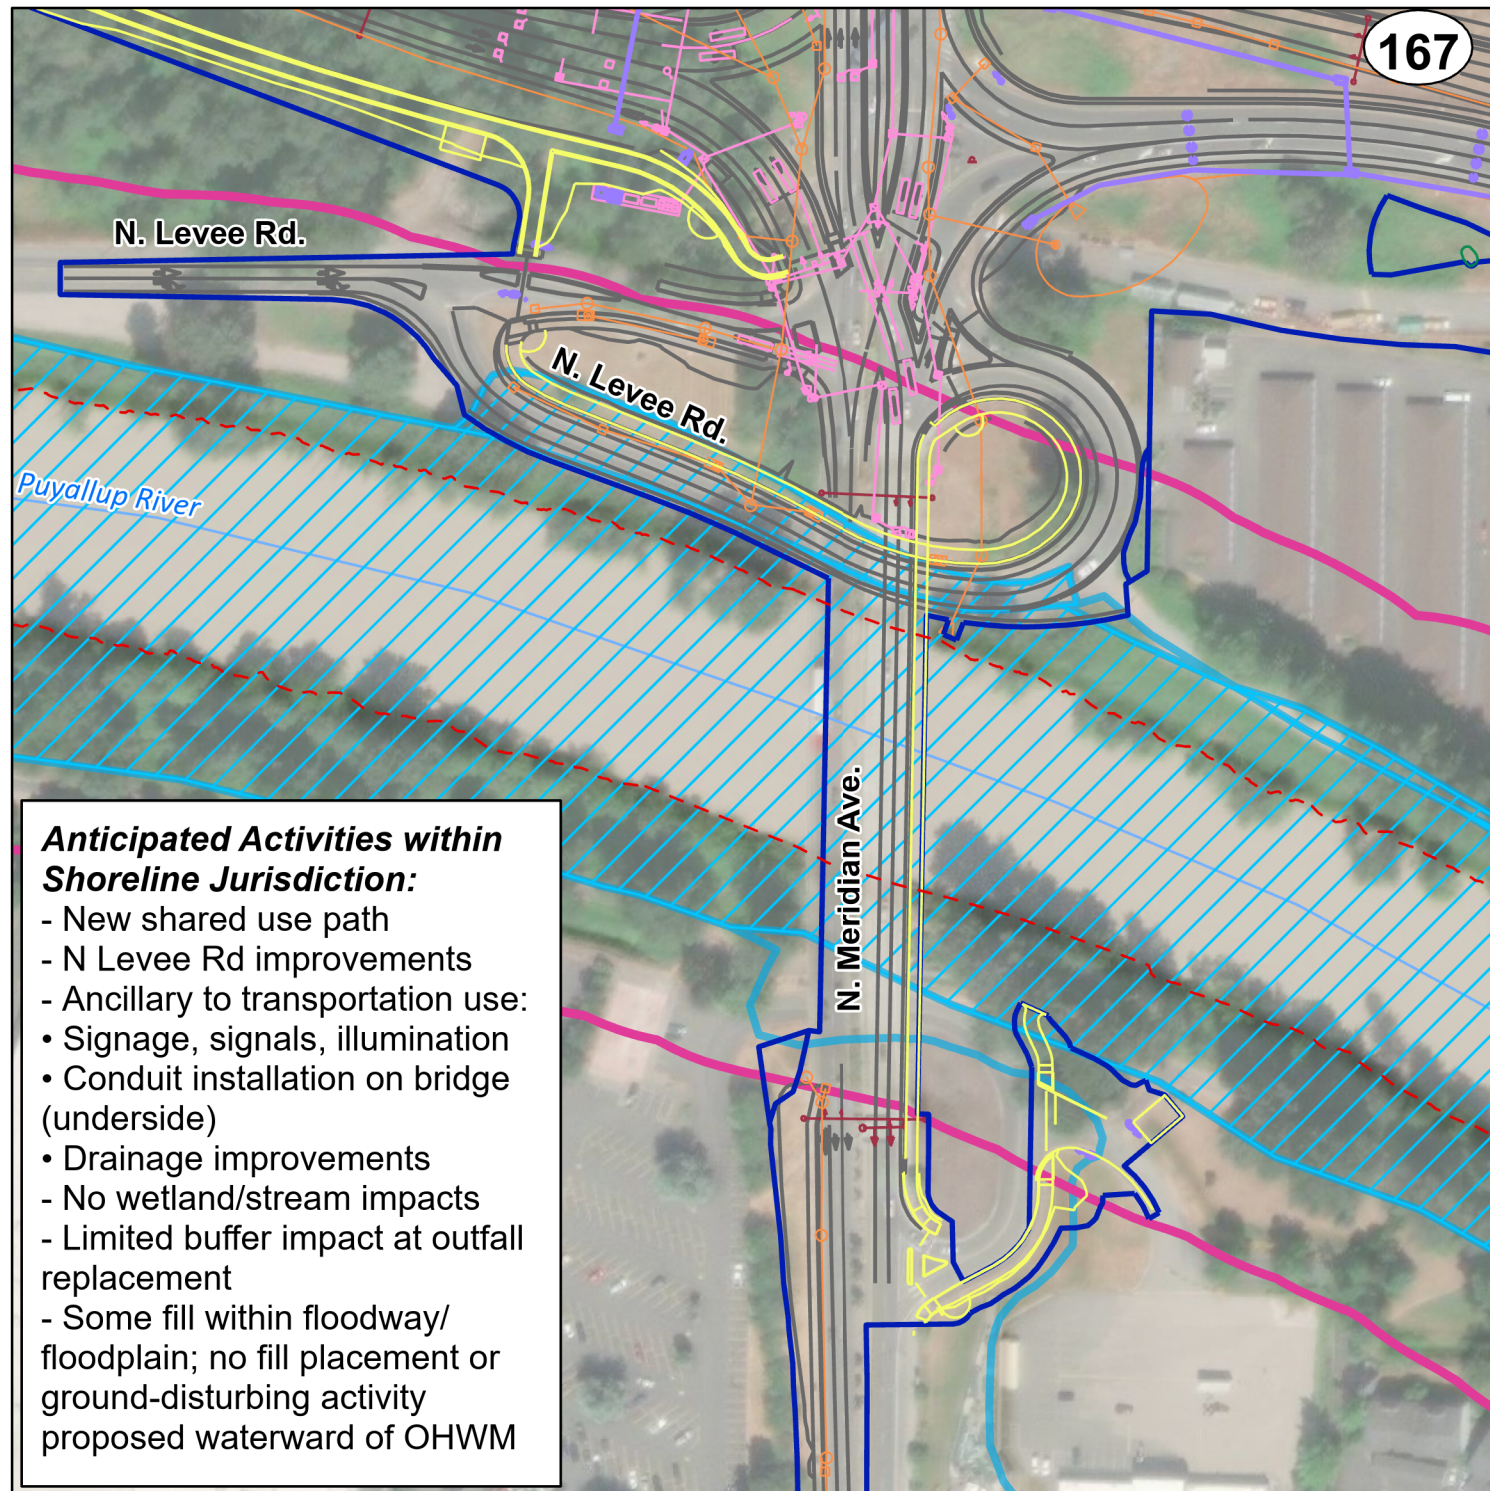 167
N. Levee Rd.
N. Levee Rd.
Puyallup River
N. Meridian Ave.
Anticipated Activities within
Shoreline Jurisdiction:
- New shared use path
- N Levee Rd improvements
- Ancillary to transportation use:
• Signage, signals, illumination
• Conduit installation on bridge
(underside)
• Drainage improvements
- No wetland/stream impacts
- Limited buffer impact at outfall
replacement
- Some fill within floodway/
floodplain; no fill placement or
ground-disturbing activity
proposed waterward of OHWM